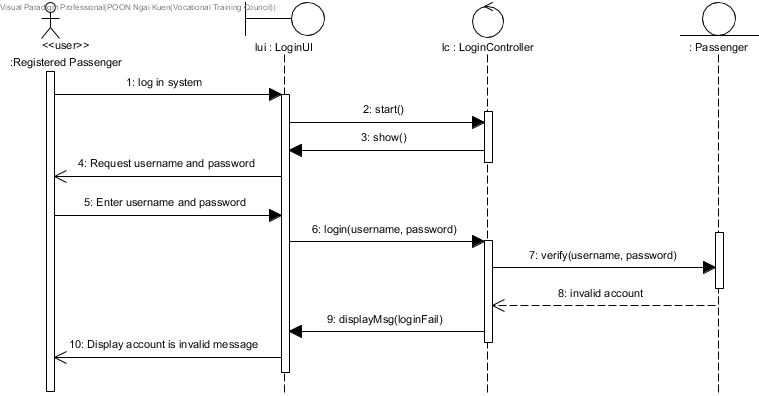 Visual Paradigm Professional(POON Ngai Kuen(Vocational Training Council))
<<user>>
:Registered Passenger
lui : LoginUI
lc : LoginController
: Passenger
1: log in system
2: start()
3: show()
4: Request username and password
5: Enter username and password
6: login(username, password)
7: verify(username, password)
8: invalid account
9: displayMsg(loginFail)
10: Display account is invalid message